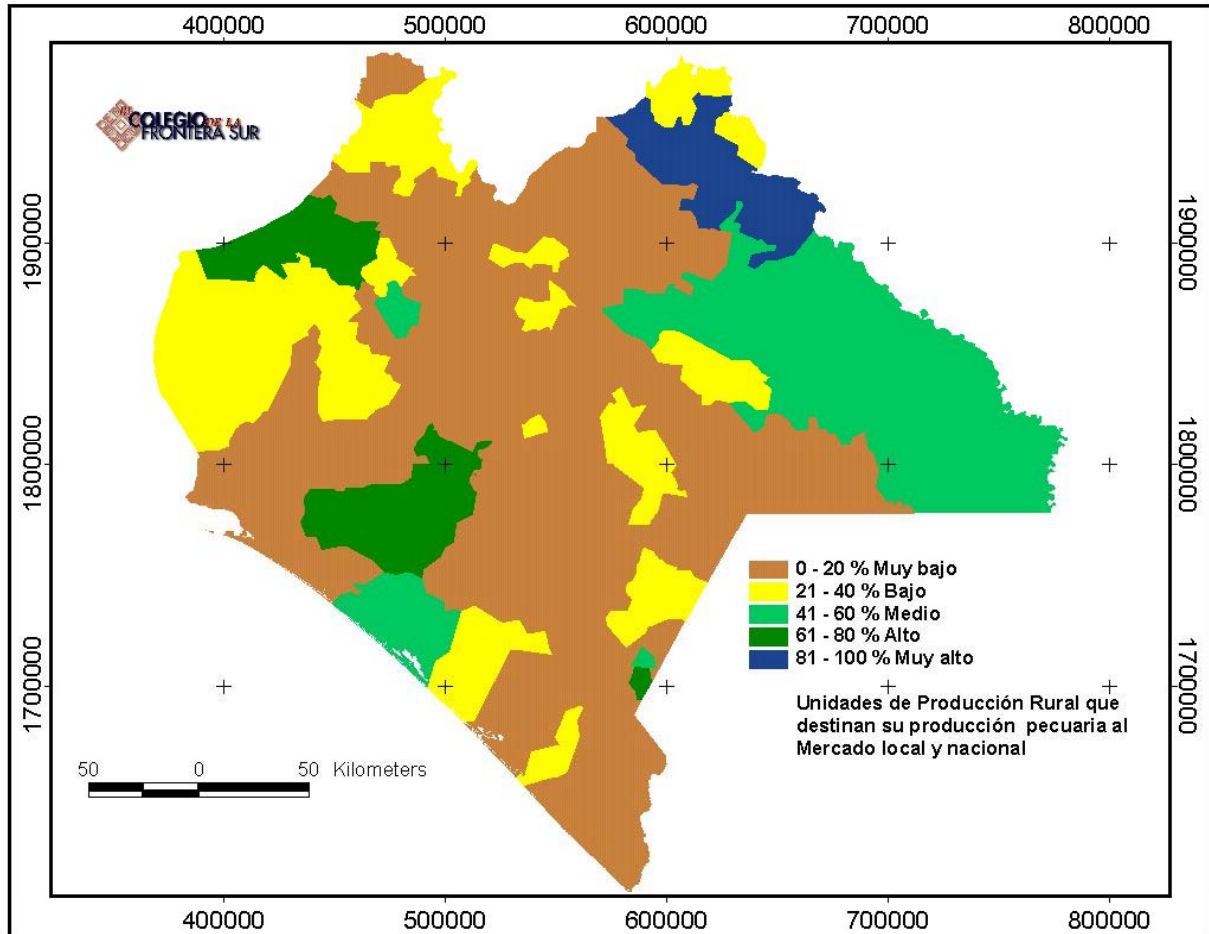 400000 500000 600000 700000 800000
EL
COLEGIO DE LA
FRONTERA SUR
1900000 1900000
1800000 1800000
0 - 20 % Muy bajo
21 - 40 % Bajo
41 - 60 % Medio
61 - 80 % Alto
81 - 100 % Muy alto
1700000 1700000
Unidades de Producción Rural que
destinan su producción pecuaria al
Mercado local y nacional
50 0 50 Kilometers
400000 500000 600000 700000 800000